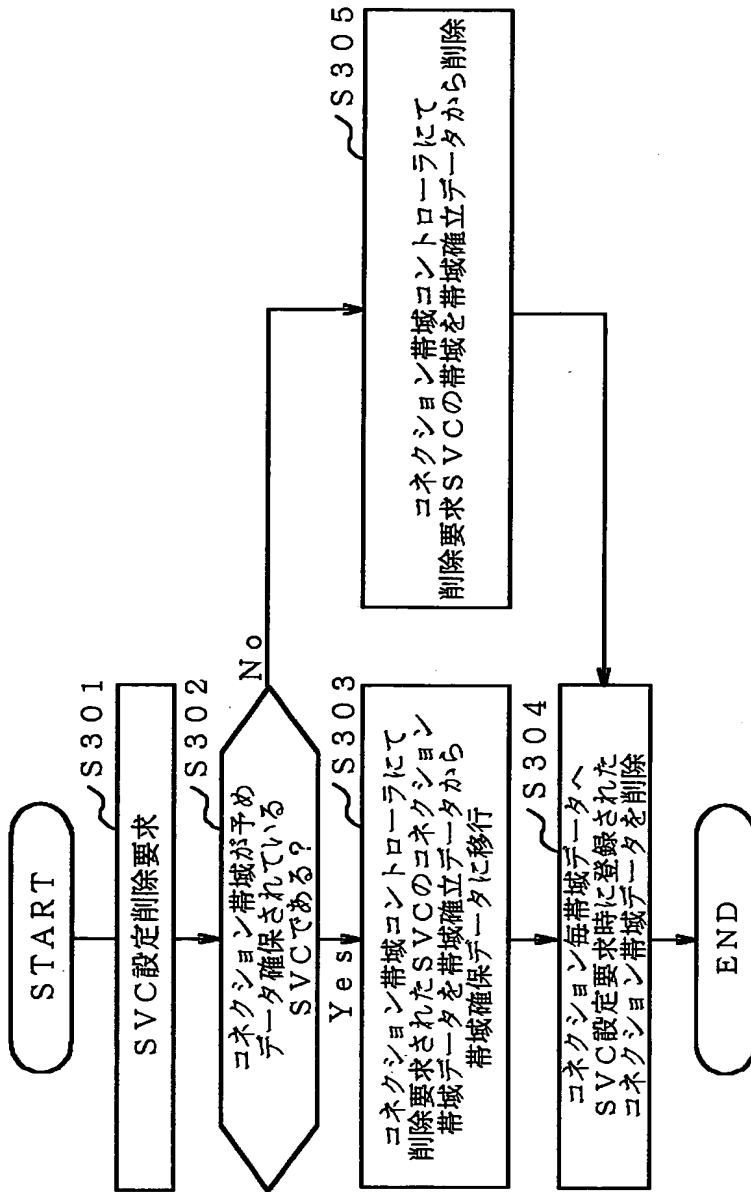 START
S301
SVC設定削除要求
S302
コネクション帯域が予め
データ確保されている
SVCである?
No
Yes
S303
コネクション帯域コントローラにて
削除要求されたSVCのコネクション
帯域データを帯域確立データから
帯域確保データに移行
S305
コネクション帯域コントローラにて
削除要求SVCの帯域を帯域確立データから削除
S304
コネクション毎帯域データへ
SVC設定要求時に登録された
コネクション帯域データを削除
END